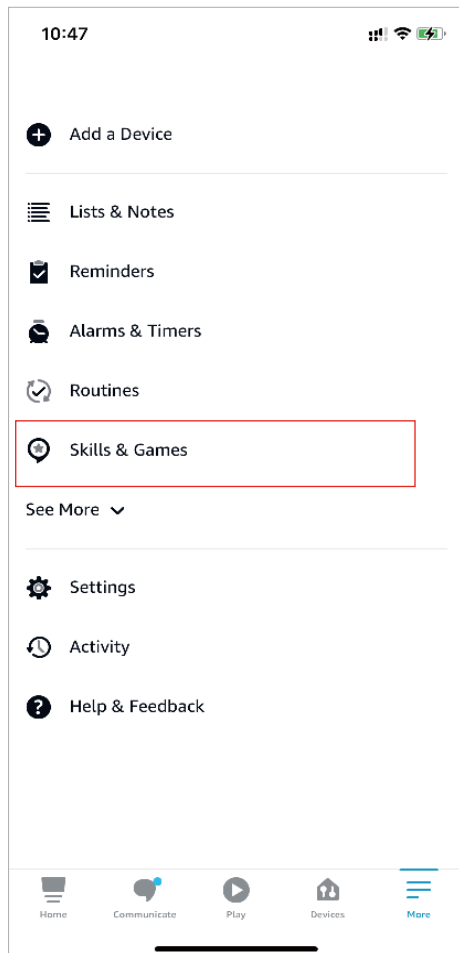 10:47
Add a Device
Lists & Notes
Reminders
Alarms & Timers
Routines
Skills & Games
See More
Settings
Activity
Help & Feedback
Home Communicate Play Devices More